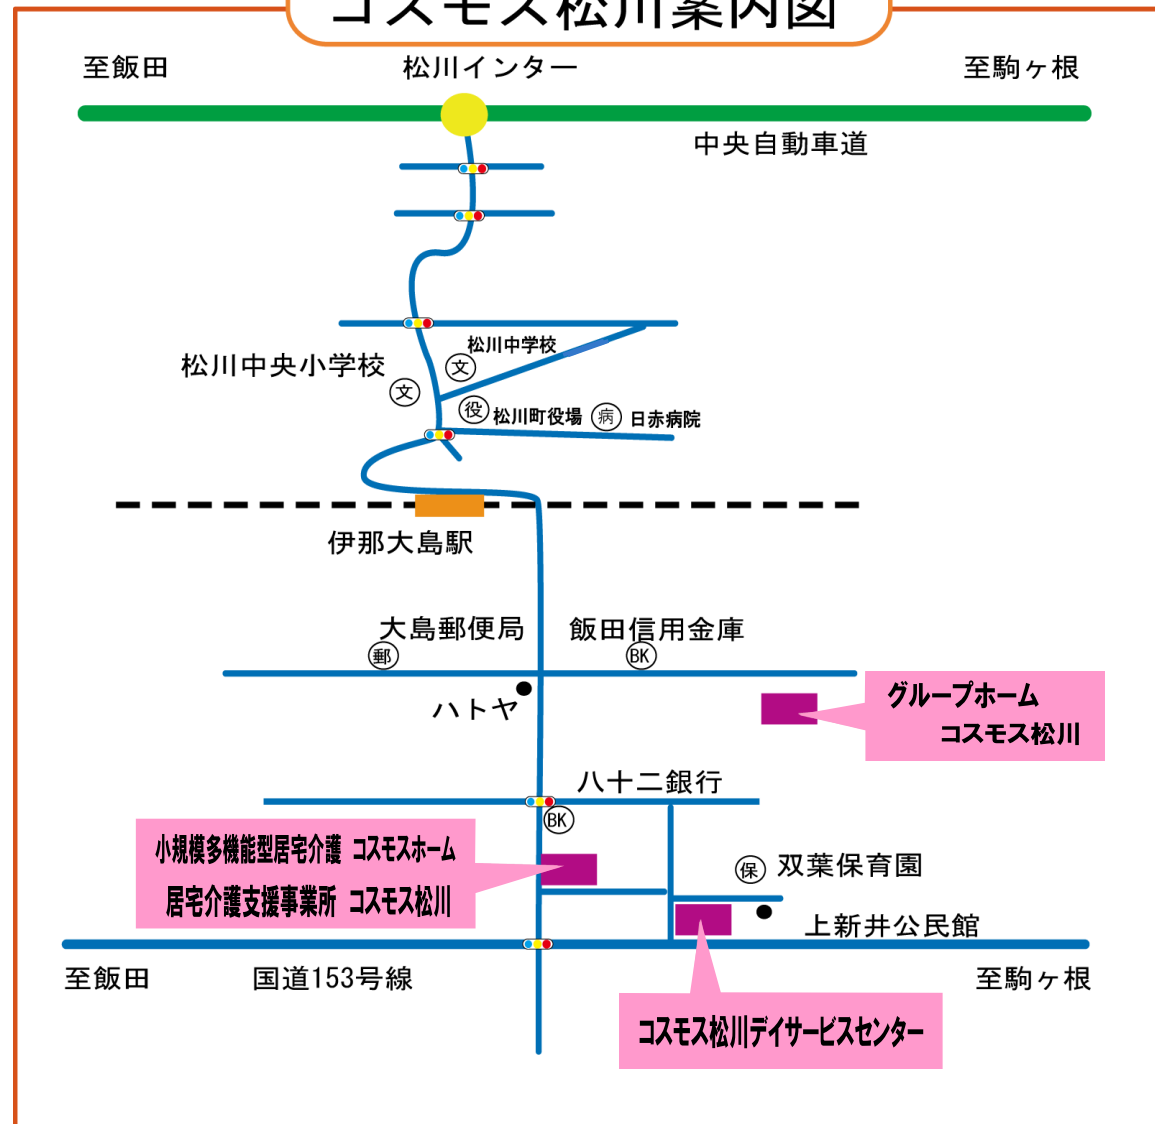 コスモス松川案内図
至飯田
松川インター
至駒ヶ根
中央自動車道
松川中学校
文
松川中央小学校
文
役 松川町役場
病 日赤病院
伊那大島駅
大島郵便局
郵
飯田信用金庫
BK
ハトヤ
グループホーム
コスモス松川
八十二銀行
BK
小規模多機能型居宅介護 コスモスホーム
居宅介護支援事業所 コスモス松川
保 双葉保育園
上新井公民館
至飯田
国道153号線
至駒ヶ根
コスモス松川デイサービスセンター